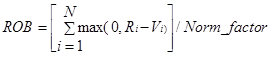 ROB = [ N ∑ i = 1 max( 0, Ri – Vi) ] / Norm_factor